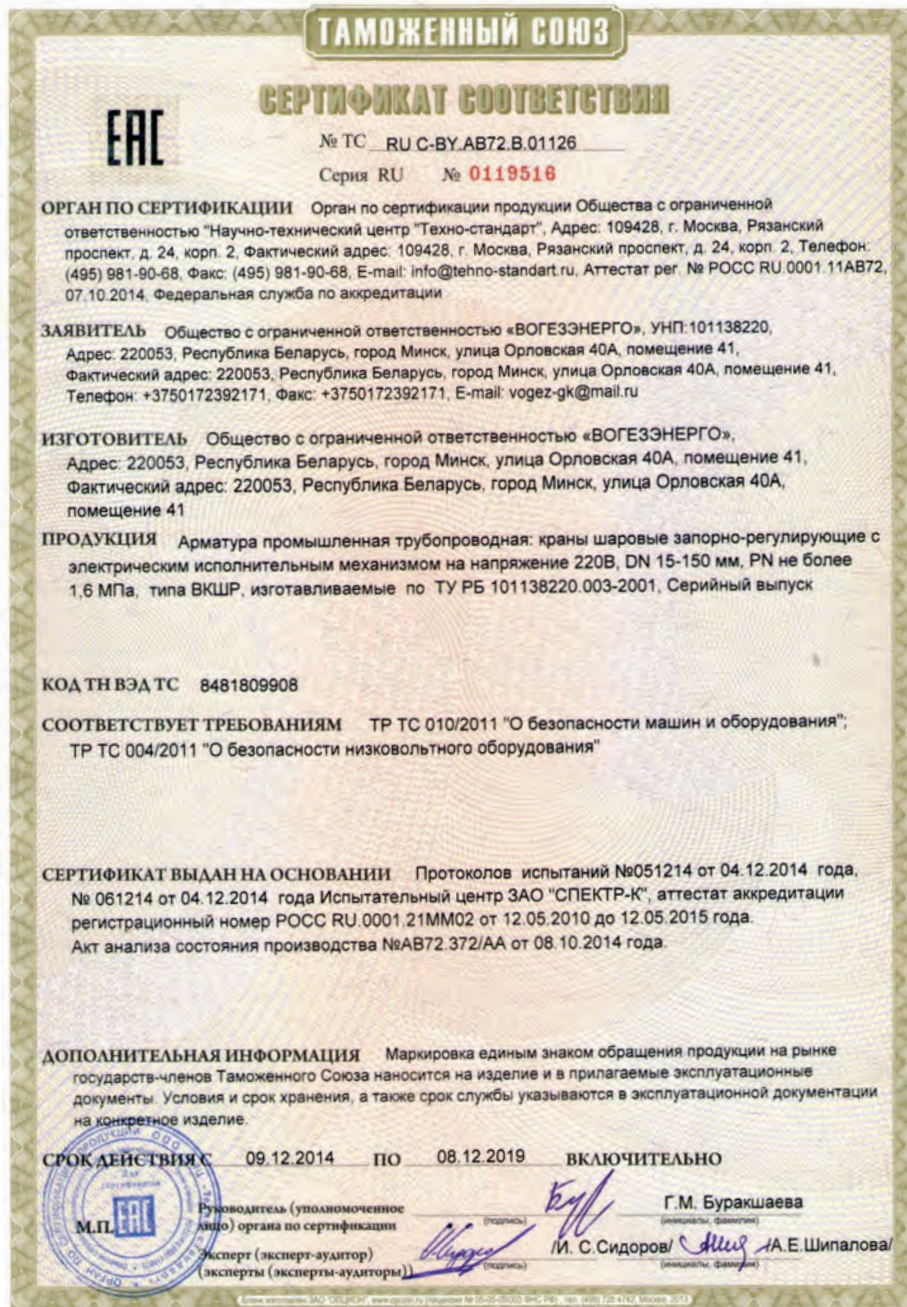 ТАМОЖЕННЫЙ СОЮЗ
СЕРТИФИКАТ СООТВЕТСТВИЯ
ЕАС
№ ТС RU C-BY.АВ72.В.01126
Серия RU № 0119516
ОРГАН ПО СЕРТИФИКАЦИИ Орган по сертификации продукции Общества с ограниченной
ответственностью "Научно-технический центр "Техно-стандарт", Адрес: 109428, г. Москва, Рязанский
проспект, д. 24, корп. 2, Фактический адрес: 109428, г. Москва, Рязанский проспект, д. 24, корп. 2, Телефон:
(495) 981-90-68, Факс: (495) 981-90-68, E-mail: info@tehno-standart.ru, Аттестат рег. № РОСС RU.0001.11АВ72,
07.10.2014, Федеральная служба по аккредитации
ЗАЯВИТЕЛЬ Общество с ограниченной ответственностью «ВОГЕЗЭНЕРГО», УНП:101138220,
Адрес: 220053, Республика Беларусь, город Минск, улица Орловская 40А, помещение 41,
Фактический адрес: 220053, Республика Беларусь, город Минск, улица Орловская 40А, помещение 41,
Телефон: +3750172392171, Факс: +3750172392171, E-mail: vogez-gk@mail.ru
ИЗГОТОВИТЕЛЬ Общество с ограниченной ответственностью «ВОГЕЗЭНЕРГО»,
Адрес: 220053, Республика Беларусь, город Минск, улица Орловская 40А, помещение 41,
Фактический адрес: 220053, Республика Беларусь, город Минск, улица Орловская 40А,
помещение 41
ПРОДУКЦИЯ Арматура промышленная трубопроводная: краны шаровые запорно-регулирующие с
электрическим исполнительным механизмом на напряжение 220В, DN 15-150 мм, PN не более
1,6 МПа, типа ВКШР, изготавливаемые по ТУ РБ 101138220.003-2001, Серийный выпуск
КОД ТН ВЭД ТС 8481809908
СООТВЕТСТВУЕТ ТРЕБОВАНИЯМ ТР ТС 010/2011 "О безопасности машин и оборудования";
ТР ТС 004/2011 "О безопасности низковольтного оборудования"
СЕРТИФИКАТ ВЫДАН НА ОСНОВАНИИ Протоколов испытаний №051214 от 04.12.2014 года,
№ 061214 от 04.12.2014 года Испытательный центр ЗАО "СПЕКТР-К", аттестат аккредитации
регистрационный номер РОСС RU.0001.21ММ02 от 12.05.2010 до 12.05.2015 года.
Акт анализа состояния производства №АВ72.372/АА от 08.10.2014 года.
ДОПОЛНИТЕЛЬНАЯ ИНФОРМАЦИЯ Маркировка единым знаком обращения продукции на рынке
государств-членов Таможенного Союза наносится на изделие и в прилагаемые эксплуатационные
документы. Условия и срок хранения, а также срок службы указываются в эксплуатационной документации
на конкретное изделие.
СРОК ДЕЙСТВИЯ С 09.12.2014 ПО 08.12.2019 ВКЛЮЧИТЕЛЬНО
М.П.
Руководитель (уполномоченное
лицо) органа по сертификации
(подпись)
Г.М. Буракшаева
(инициалы, фамилия)
Эксперт (эксперт-аудитор)
(эксперты (эксперты-аудиторы))
(подпись)
/И. С.Сидоров/ /А.Е.Шипалова/
(инициалы, фамилия)